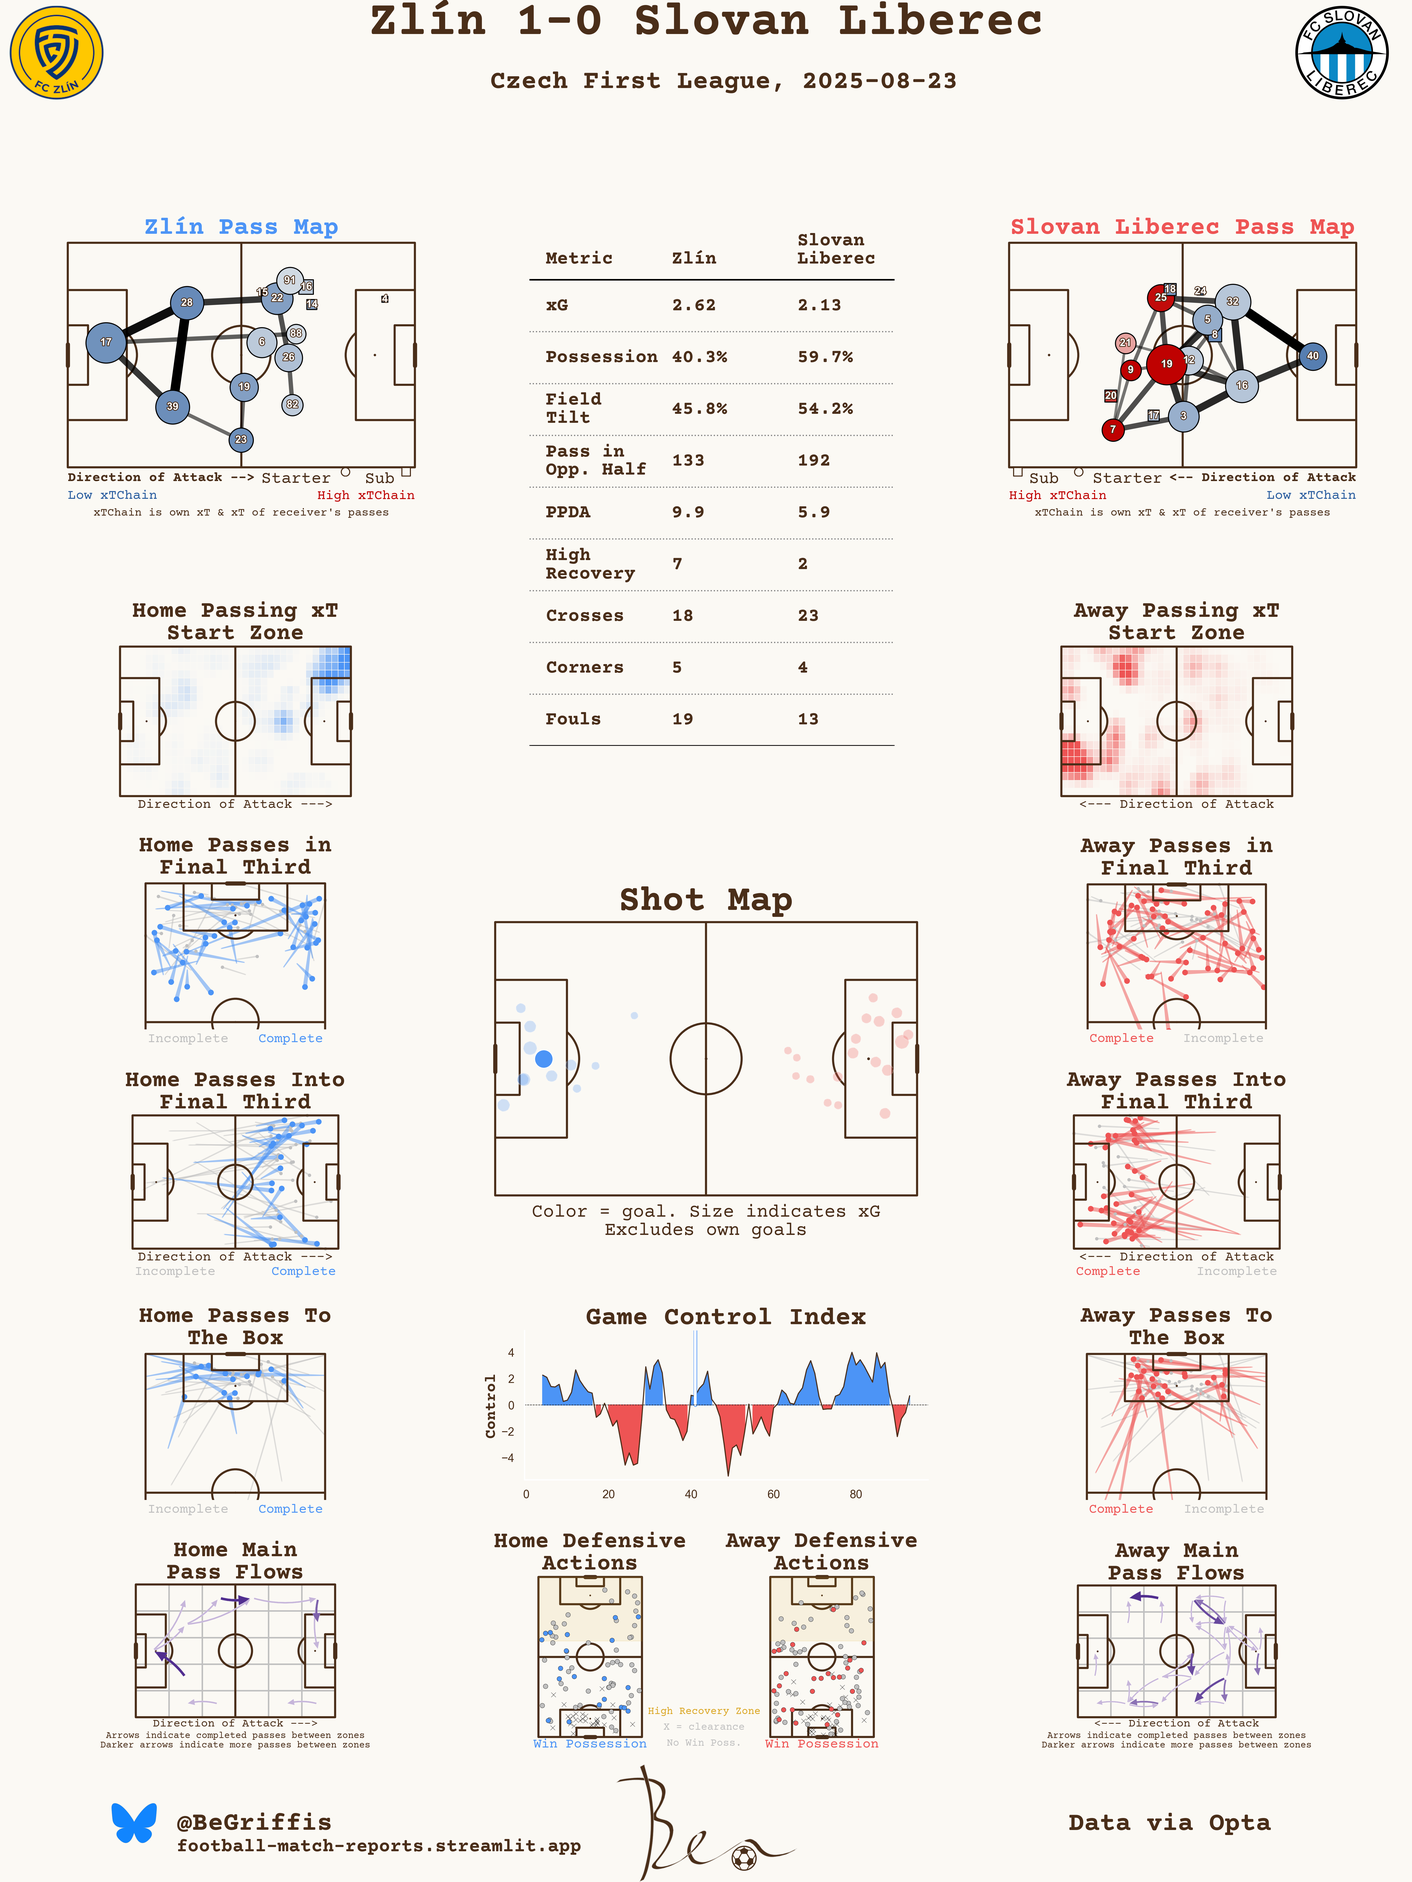 Zlín 1-0 Slovan Liberec
Czech First League, 2025-08-23
FC ZLÍN
FC SLOVAN
LIBEREC
Zlín Pass Map
91
16
15
22
14
4
28
17
6
88
26
19
82
39
23
Direction of Attack --> Starter Sub
Low xTChain High xTChain
xTChain is own xT & xT of receiver's passes
Metric Zlín Slovan
Liberec
xG 2.62 2.13
Possession 40.3% 59.7%
Field
Tilt 45.8% 54.2%
Pass in
Opp. Half 133 192
PPDA 9.9 5.9
High
Recovery 7 2
Crosses 18 23
Corners 5 4
Fouls 19 13
Slovan Liberec Pass Map
18
25
24
32
5
8
21
12
40
9
19
16
20
17
3
7
Sub Starter <-- Direction of Attack
High xTChain Low xTChain
xTChain is own xT & xT of receiver's passes
Home Passing xT
Start Zone
Direction of Attack --->
Away Passing xT
Start Zone
<--- Direction of Attack
Home Passes in
Final Third
Incomplete Complete
Away Passes in
Final Third
Complete Incomplete
Shot Map
Color = goal. Size indicates xG
Excludes own goals
Home Passes Into
Final Third
Direction of Attack --->
Incomplete Complete
Away Passes Into
Final Third
<--- Direction of Attack
Complete Incomplete
Home Passes To
The Box
Incomplete Complete
Game Control Index
Control
4
2
0
−2
−4
0 20 40 60 80
Away Passes To
The Box
Complete Incomplete
Home Main
Pass Flows
Direction of Attack --->
Arrows indicate completed passes between zones
Darker arrows indicate more passes between zones
Home Defensive
Actions
Win Possession
Away Defensive
Actions
Win Possession
High Recovery Zone
X = clearance
No Win Poss.
Away Main
Pass Flows
<--- Direction of Attack
Arrows indicate completed passes between zones
Darker arrows indicate more passes between zones
@BeGriffis
football-match-reports.streamlit.app
Ben
Data via Opta